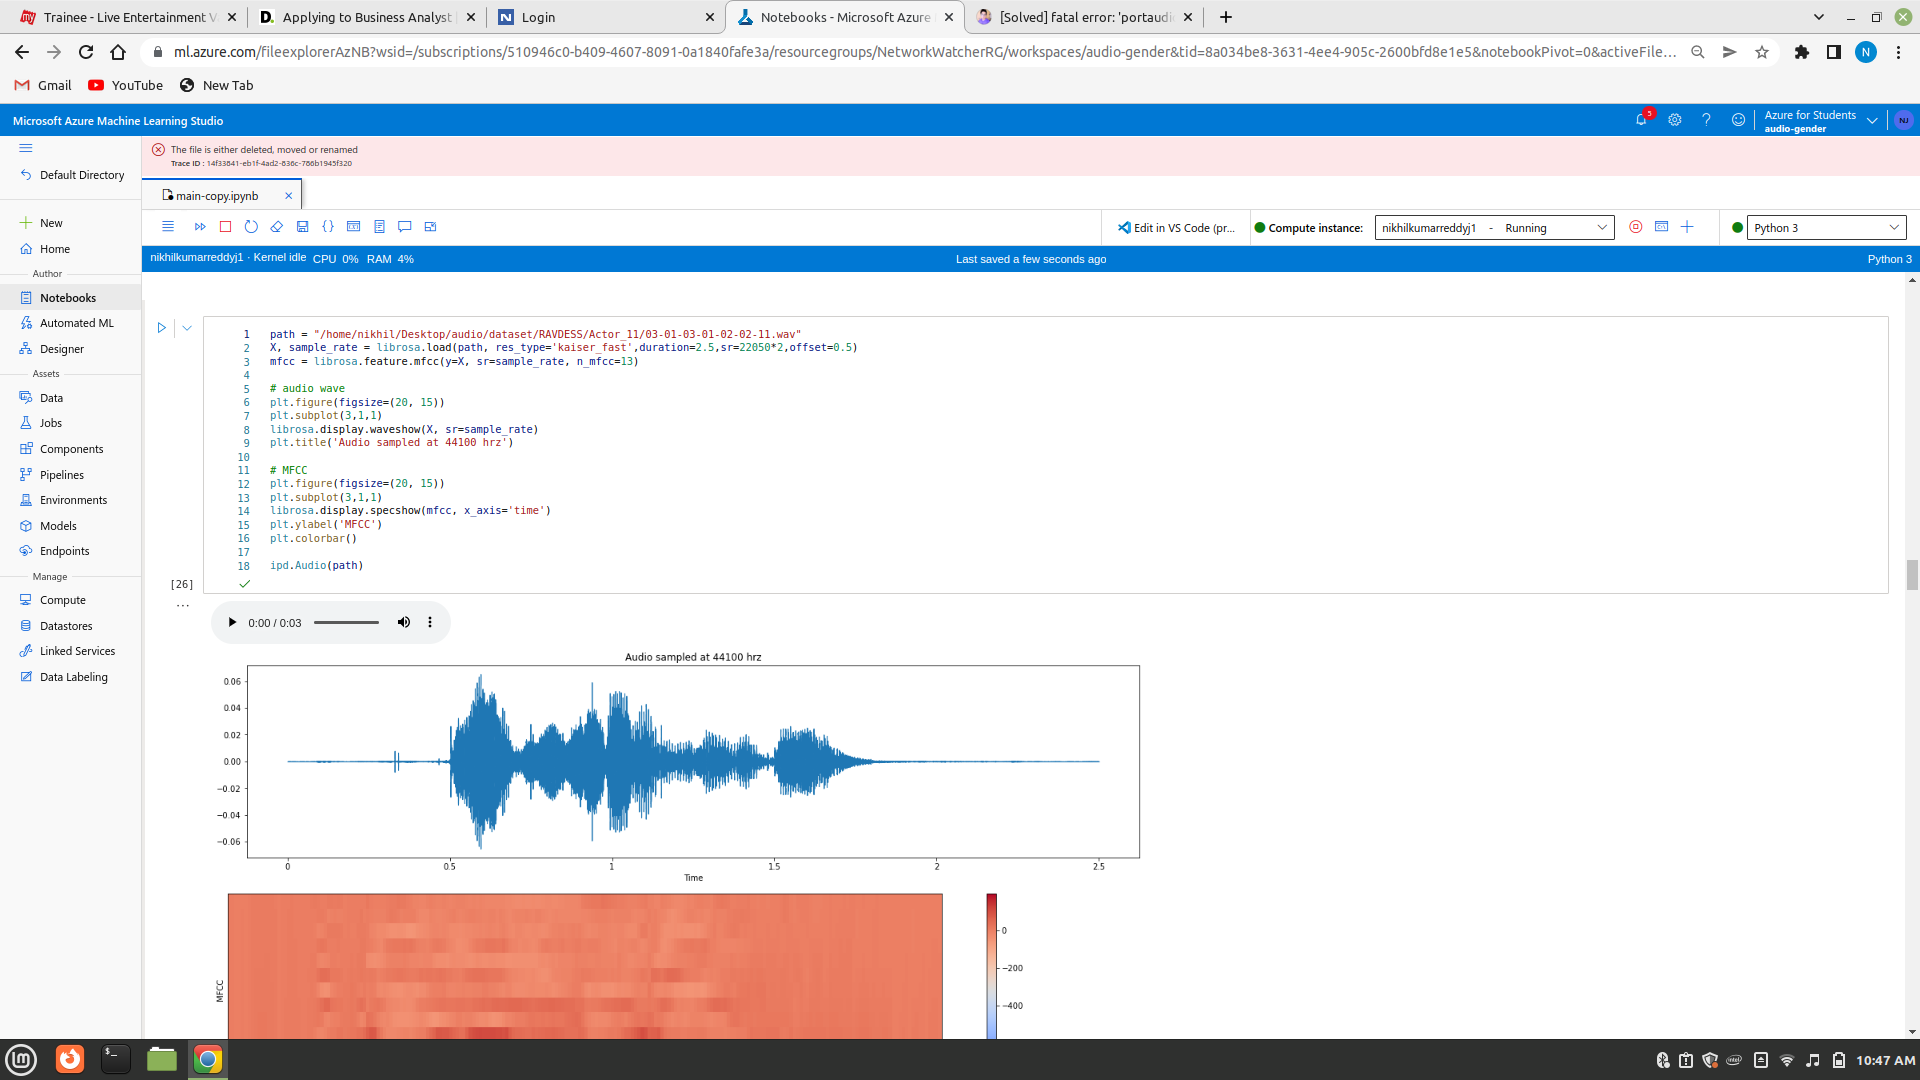 Trainee - Live Entertainment V
Applying to Business Analyst
Login
Notebooks - Microsoft Azure
[Solved] fatal error: 'portaudi
ml.azure.com/fileexplorerAzNB?wsid=/subscriptions/510946c0-b409-4607-8091-0a1840fafe3a/resourcegroups/NetworkWatcherRG/workspaces/audio-gender&tid=8a034be8-3631-4ee4-905c-2600bfd8e1e5&notebookPivot=0&activeFile...
N
Gmail
YouTube
New Tab
Microsoft Azure Machine Learning Studio
5
Azure for Students
audio-gender
NJ
The file is either deleted, moved or renamed
Trace ID : 14f33841-eb1f-4ad2-836c-786b1945f320
Default Directory
New
Home
Author
Notebooks
Automated ML
Designer
Assets
Data
Jobs
Components
Pipelines
Environments
Models
Endpoints
Manage
Compute
Datastores
Linked Services
Data Labeling
main-copy.ipynb
Edit in VS Code (pr...
Compute instance:
nikhilkumarreddyj1 - Running
Python 3
nikhilkumarreddyj1 · Kernel idle CPU 0% RAM 4%
Last saved a few seconds ago
Python 3
1 path = "/home/nikhil/Desktop/audio/dataset/RAVDESS/Actor_11/03-01-03-01-02-02-11.wav"
2 X, sample_rate = librosa.load(path, res_type='kaiser_fast',duration=2.5,sr=22050*2,offset=0.5)
3 mfcc = librosa.feature.mfcc(y=X, sr=sample_rate, n_mfcc=13)
4
5 # audio wave
6 plt.figure(figsize=(20, 15))
7 plt.subplot(3,1,1)
8 librosa.display.waveshow(X, sr=sample_rate)
9 plt.title('Audio sampled at 44100 hrz')
10
11 # MFCC
12 plt.figure(figsize=(20, 15))
13 plt.subplot(3,1,1)
14 librosa.display.specshow(mfcc, x_axis='time')
15 plt.ylabel('MFCC')
16 plt.colorbar()
17
18 ipd.Audio(path)
[26]
...
0:00 / 0:03
Audio sampled at 44100 hrz
0.06
0.04
0.02
0.00
−0.02
−0.04
−0.06
0 0.5 1 1.5 2 2.5
Time
MFCC
0
−200
−400
10:47 AM